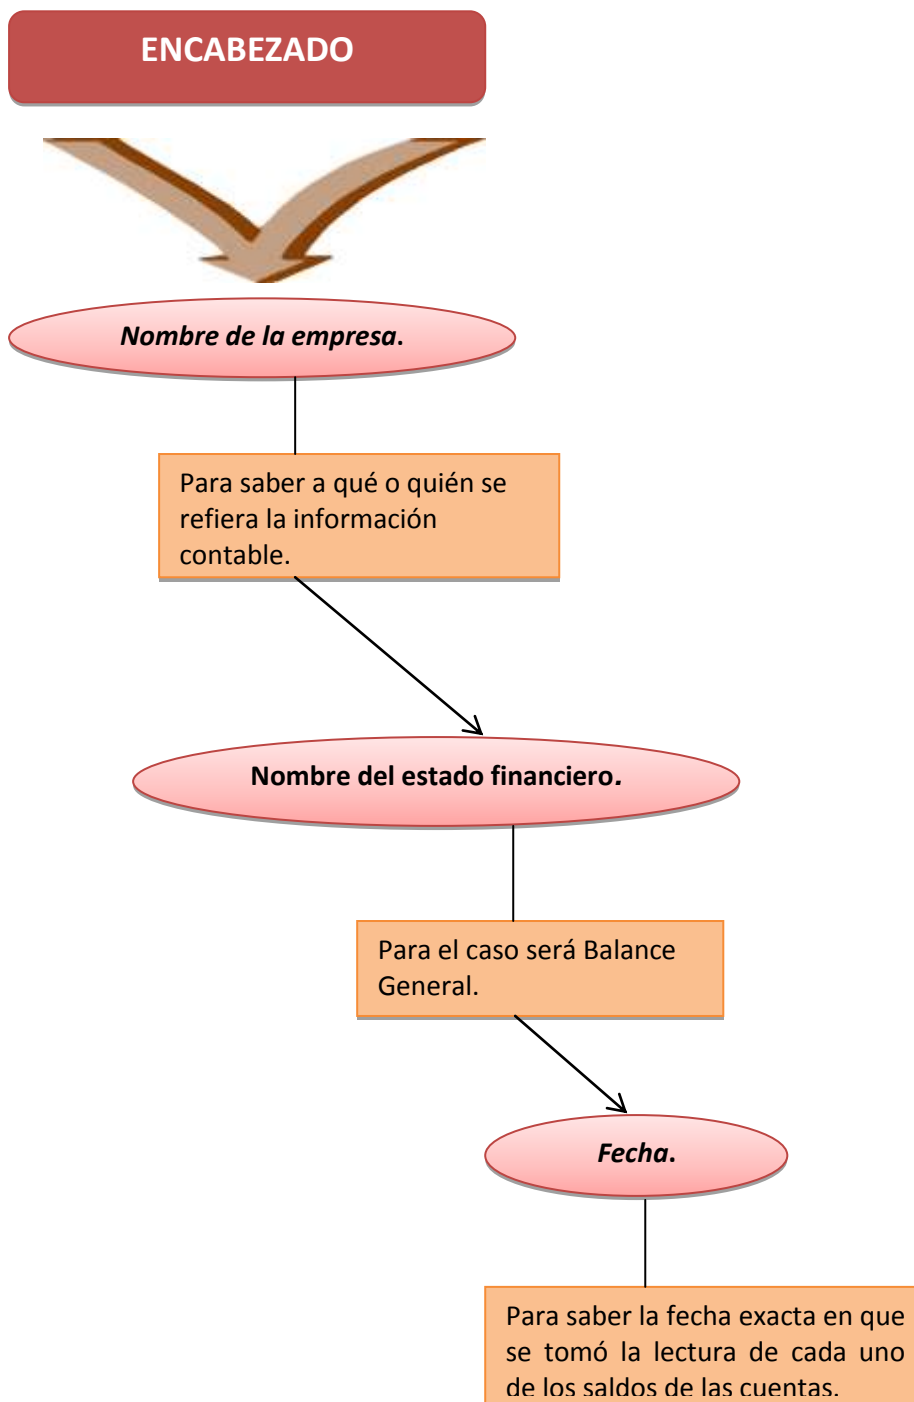 ENCABEZADO
Nombre de la empresa.
Para saber a qué o quién se
refiera la información
contable.
Nombre del estado financiero.
Para el caso será Balance
General.
Fecha.
Para saber la fecha exacta en que
se tomó la lectura de cada uno
de los saldos de las cuentas.